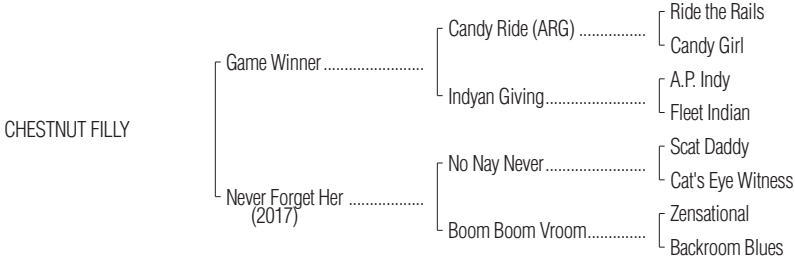 CHESTNUT FILLY
Game Winner.......................
Never Forget Her ..................
(2017)
Candy Ride (ARG) ................
Indyan Giving........................
No Nay Never........................
Boom Boom Vroom..............
Ride the Rails
Candy Girl
A.P. Indy
Fleet Indian
Scat Daddy
Cat's Eye Witness
Zensational
Backroom Blues